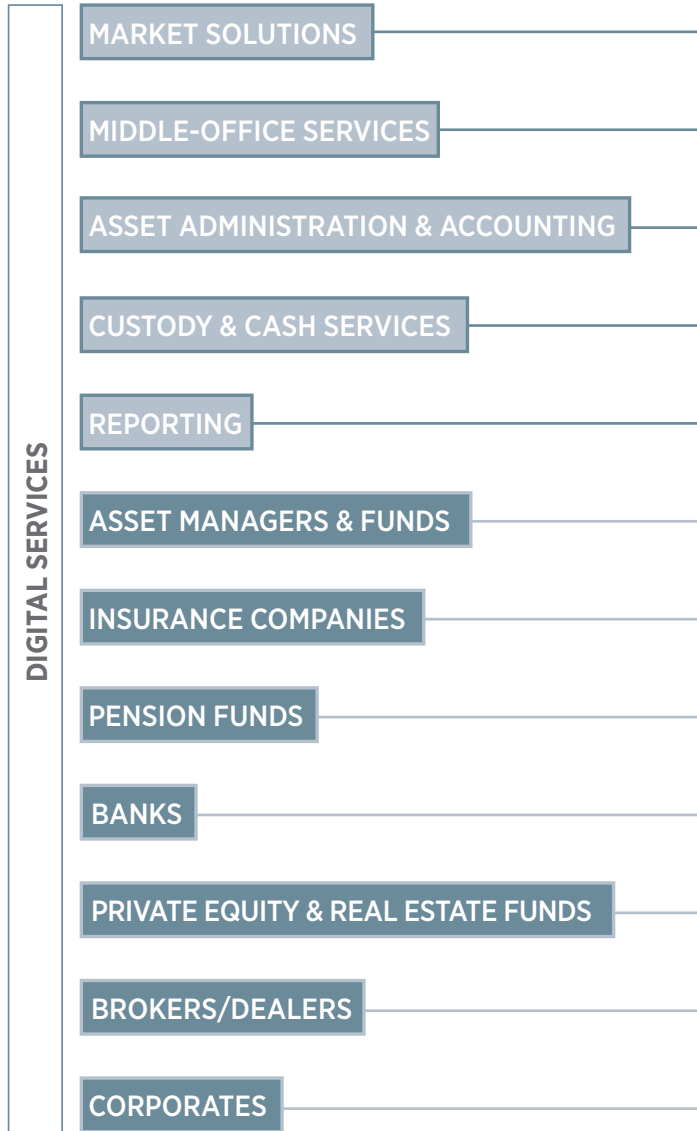 DIGITAL SERVICES
MARKET SOLUTIONS
MIDDLE-OFFICE SERVICES
ASSET ADMINISTRATION & ACCOUNTING
CUSTODY & CASH SERVICES
REPORTING
ASSET MANAGERS & FUNDS
INSURANCE COMPANIES
PENSION FUNDS
BANKS
PRIVATE EQUITY & REAL ESTATE FUNDS
BROKERS/DEALERS
CORPORATES